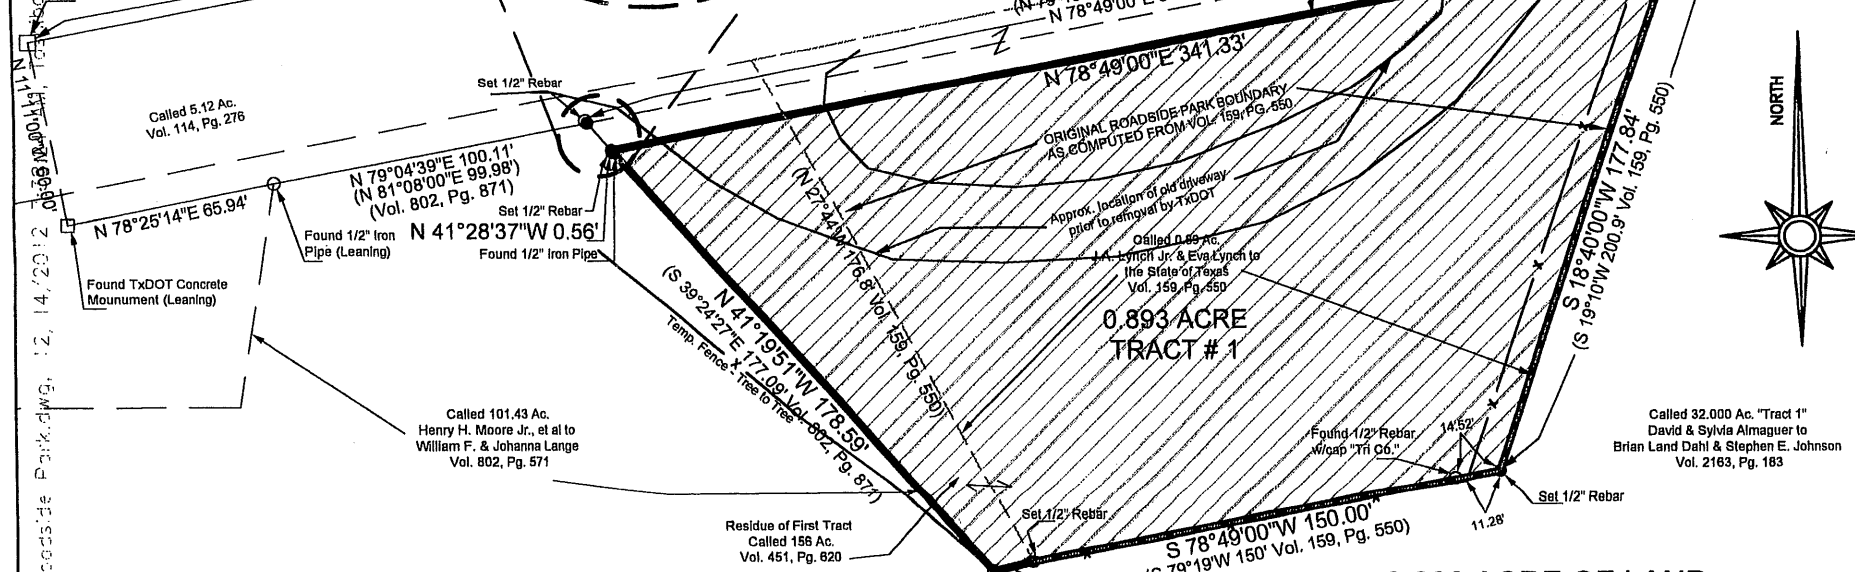 N 78°49'00"E
Set 1/2" Rebar
Called 5.12 Ac.
Vol. 114, Pg. 276
N 78°49'00"E 341.33'
ORIGINAL ROADSIDE PARK BOUNDARY
AS COMPUTED FROM VOL. 159, PG. 550
N 79°04'39"E 100.11'
(N 81°08'00"E 99.98')
(Vol. 802, Pg. 871)
N 78°25'14"E 65.94'
Set 1/2" Rebar
N 41°28'37"W 0.56'
Found 1/2" Iron Pipe
Found 1/2" Iron
Pipe (Leaning)
Found TxDOT Concrete
Mounument (Leaning)
Approx. location of old driveway
prior to removal by TxDOT
Called 0.89 Ac.
J.A. Lynch Jr. & Eva Lynch to
the State of Texas
Vol. 159, Pg. 550
0.893 ACRE
TRACT # 1
(N 27°44'W 176.8' Vol. 159, Pg. 550)
N 41°19'51"W 178.59'
(S 39°24'27"E 177.09' Vol. 802, Pg. 871)
Temp. Fence - Tree to Tree
S 18°40'00"W 177.84'
(S 19°10'W 200.9' Vol. 159, Pg. 550)
NORTH
Called 101.43 Ac.
Henry H. Moore Jr., et al to
William F. & Johanna Lange
Vol. 802, Pg. 571
Residue of First Tract
Called 156 Ac.
Vol. 451, Pg. 620
Set 1/2" Rebar
Found 1/2" Rebar
w/cap "Tri Co."
14.52'
11.28'
Set 1/2" Rebar
S 78°49'00"W 150.00'
(S 79°19'W 150' Vol. 159, Pg. 550)
Called 32.000 Ac. "Tract 1"
David & Sylvia Almaguer to
Brian Land Dahl & Stephen E. Johnson
Vol. 2163, Pg. 183
Park.dwg, 12/14/2012